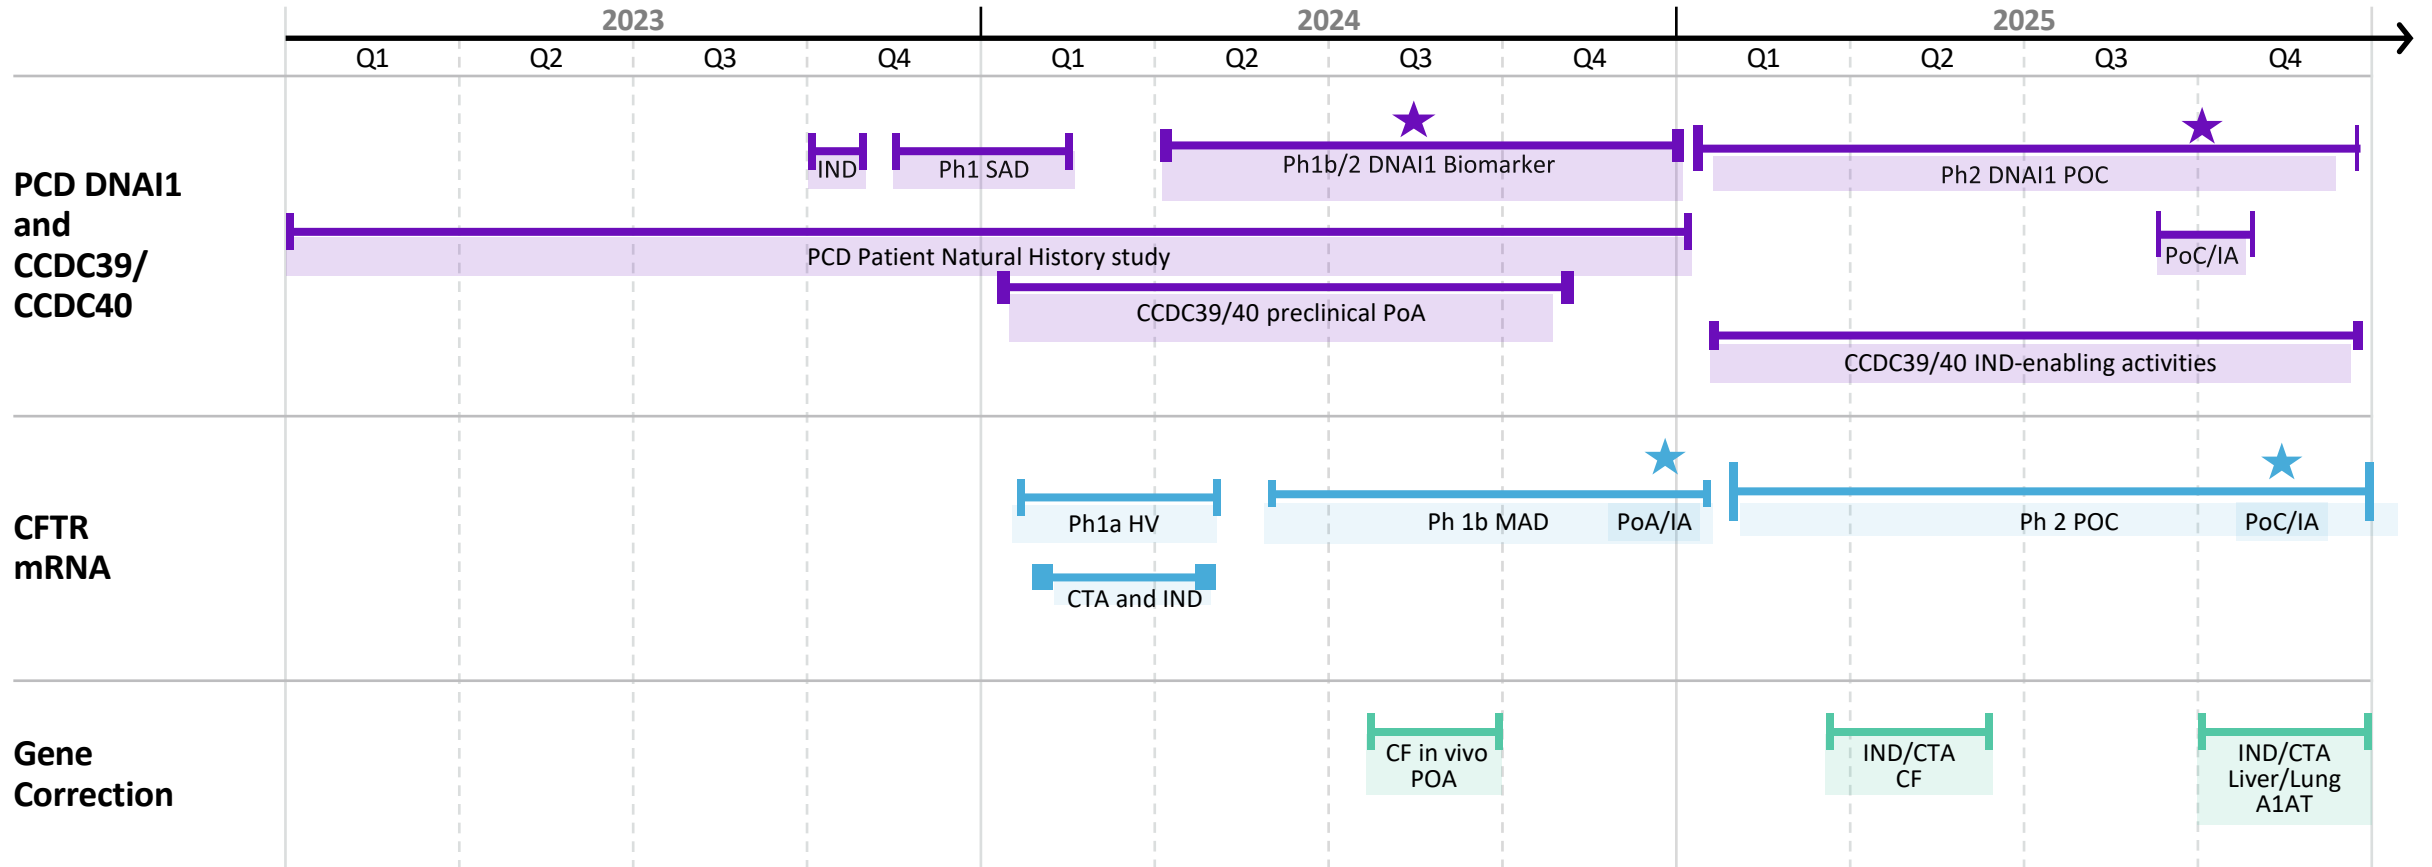 2023
2024
2025
Q1 Q2 Q3 Q4 Q1 Q2 Q3 Q4 Q1 Q2 Q3 Q4
PCD DNAI1
and
CCDC39/
CCDC40
IND
Ph1 SAD
Ph1b/2 DNAI1 Biomarker
Ph2 DNAI1 POC
PCD Patient Natural History study
PoC/IA
CCDC39/40 preclinical PoA
CCDC39/40 IND-enabling activities
CFTR
mRNA
Ph1a HV
Ph 1b MAD
PoA/IA
Ph 2 POC
PoC/IA
CTA and IND
Gene
Correction
CF in vivo
POA
IND/CTA
CF
IND/CTA
Liver/Lung
A1AT